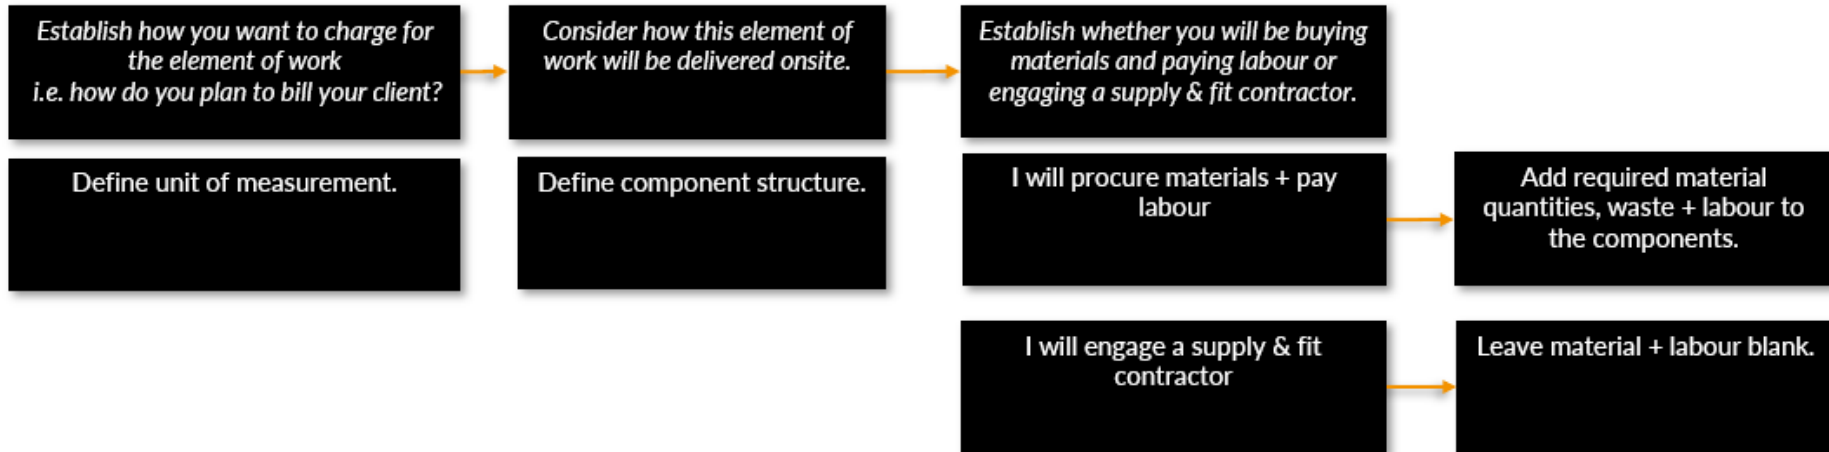 Establish how you want to charge for
the element of work
i.e. how do you plan to bill your client?
Consider how this element of
work will be delivered onsite.
Establish whether you will be buying
materials and paying labour or
engaging a supply & fit contractor.
Define unit of measurement.
Define component structure.
I will procure materials + pay
labour
Add required material
quantities, waste + labour to
the components.
I will engage a supply & fit
contractor
Leave material + labour blank.